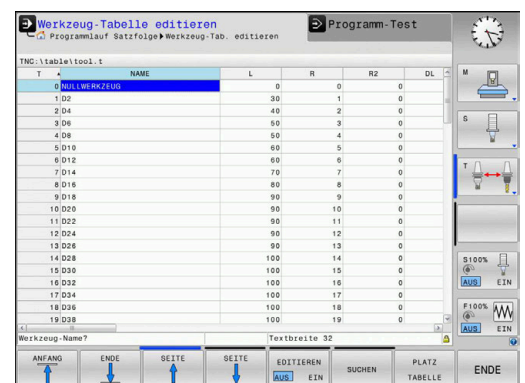 Werkzeug-Tabelle editieren
Programmlauf Satzfolge Werkzeug-Tab. editieren
Programm-Test
TNC:\table\tool.t
T NAME L R R2 DL
0 NULLWERKZEUG 0 0 0
1 D2 30 1 0
2 D4 40 2 0
3 D6 50 3 0
4 D8 50 4 0
5 D10 60 5 0
6 D12 60 6 0
7 D14 70 7 0
8 D16 80 8 0
9 D18 90 9 0
10 D20 90 10 0
11 D22 90 11 0
12 D24 90 12 0
13 D26 90 13 0
14 D28 100 14 0
15 D30 100 15 0
16 D32 100 16 0
17 D34 100 17 0
18 D36 100 18 0
19 D38 100 19 0
Werkzeug-Name? Textbreite 32
M
S
T
S100%
AUS EIN
F100%
AUS EIN
ANFANG
ENDE
SEITE
SEITE
EDITIEREN
AUS EIN
SUCHEN
PLATZ
TABELLE
ENDE